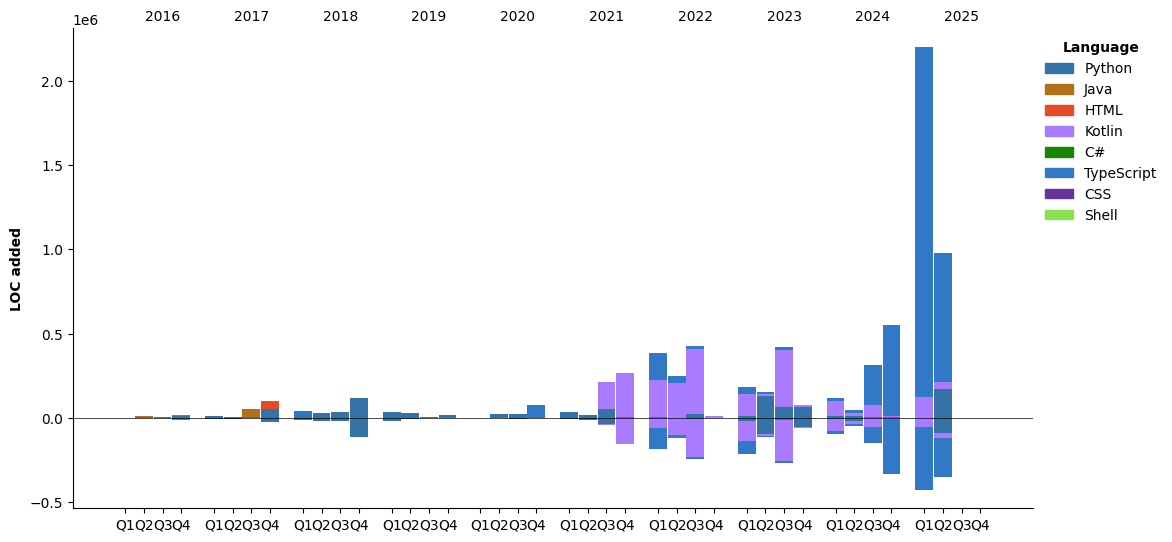 2016 2017 2018 2019 2020 2021 2022 2023 2024 2025
1e6
Language
Python
Java
HTML
Kotlin
C#
TypeScript
CSS
Shell
LOC added
2.0
1.5
1.0
0.5
0.0
−0.5
Q1Q2Q3Q4 Q1Q2Q3Q4 Q1Q2Q3Q4 Q1Q2Q3Q4 Q1Q2Q3Q4 Q1Q2Q3Q4 Q1Q2Q3Q4 Q1Q2Q3Q4 Q1Q2Q3Q4 Q1Q2Q3Q4